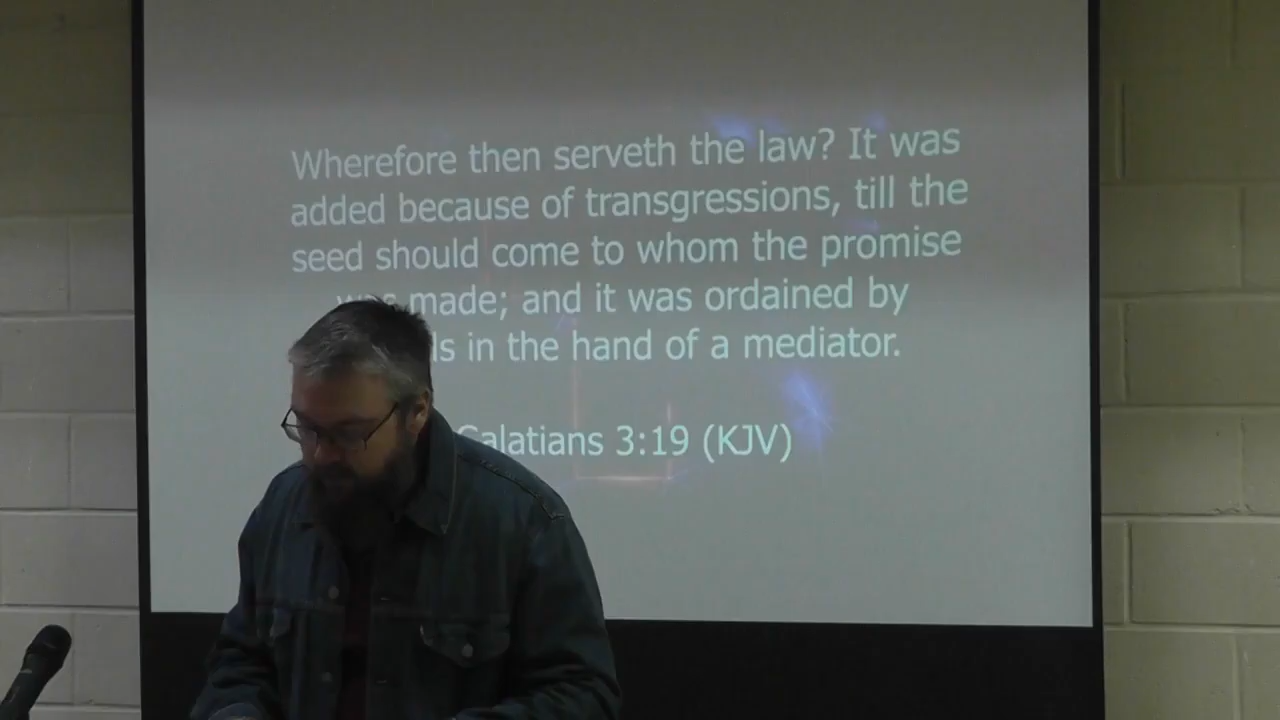 Wherefore then serveth the law? It was
added because of transgressions, till the
seed should come to whom the promise
was made; and it was ordained by
in the hand of a mediator.
Galatians 3:19 (KJV)